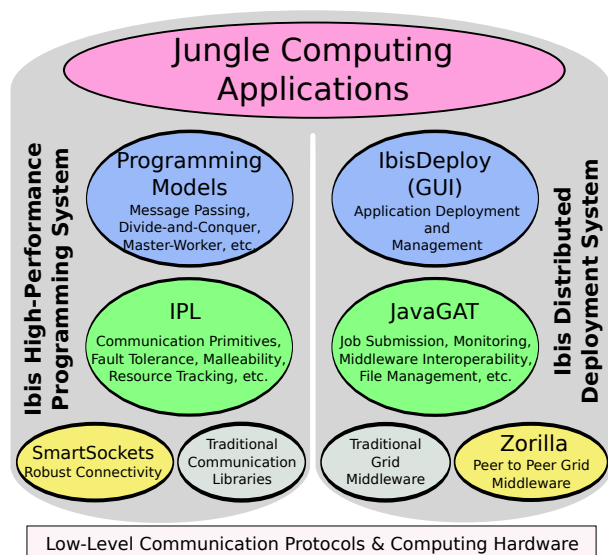 Jungle Computing
Applications
Ibis High-Performance
Programming System
Programming
Models
Message Passing,
Divide-and-Conquer,
Master-Worker, etc.
IPL
Communication Primitives,
Fault Tolerance, Malleability,
Resource Tracking, etc.
SmartSockets
Robust Connectivity
Traditional
Communication
Libraries
IbisDeploy
(GUI)
Application Deployment
and
Management
JavaGAT
Job Submission, Monitoring,
Middleware Interoperability,
File Management, etc.
Traditional
Grid
Middleware
Zorilla
Peer to Peer Grid
Middleware
Ibis Distributed
Deployment System
Low-Level Communication Protocols & Computing Hardware